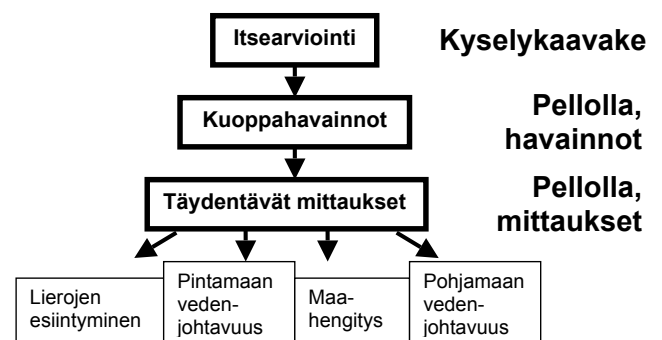 Itsearviointi
Kyselykaavake
Kuoppahavainnot
Pellolla,
havainnot
Täydentävät mittaukset
Pellolla,
mittaukset
Lierojen
esiintyminen
Pintamaan
veden-
johtavuus
Maa-
hengitys
Pohjamaan
veden-
johtavuus